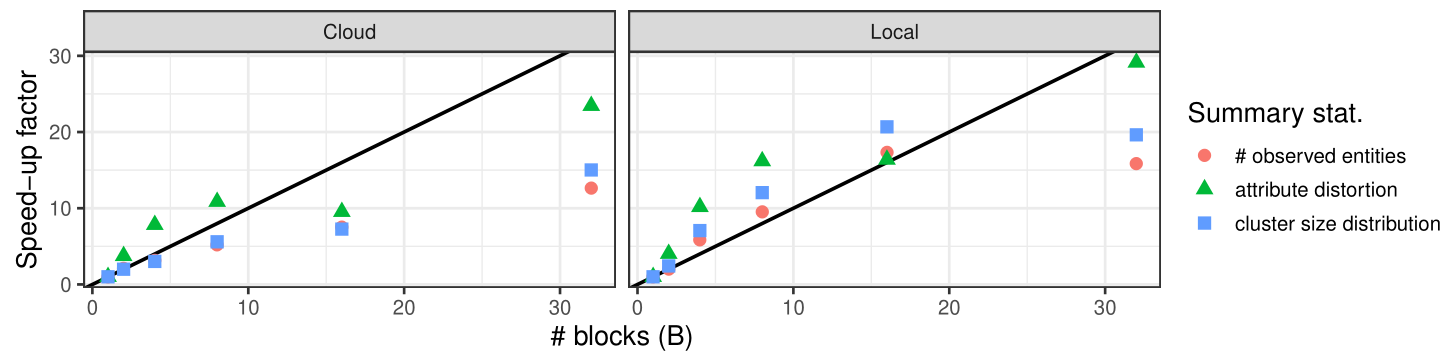 Cloud
Local
Speed-up factor
30
20
10
0
0 10 20 30
0 10 20 30
# blocks (B)
Summary stat.
# observed entities
attribute distortion
cluster size distribution